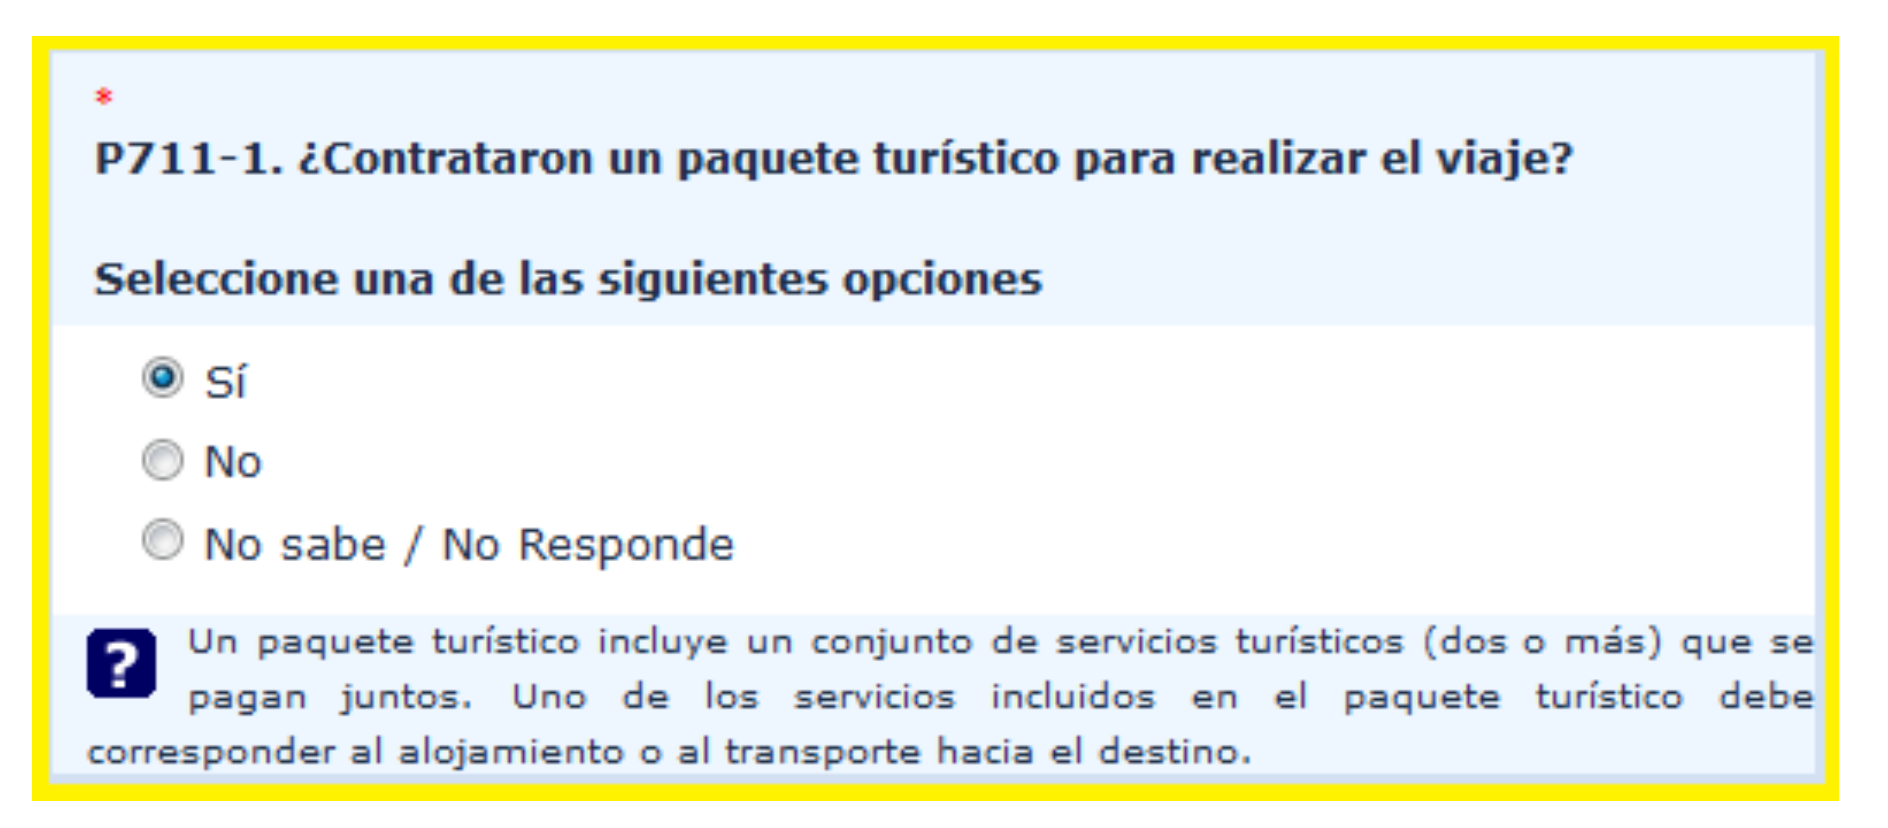 *
P711-1. ¿Contrataron un paquete turístico para realizar el viaje?
Seleccione una de las siguientes opciones
Sí
No
No sabe / No Responde
? Un paquete turístico incluye un conjunto de servicios turísticos (dos o más) que se
pagan juntos. Uno de los servicios incluidos en el paquete turístico debe
corresponder al alojamiento o al transporte hacia el destino.